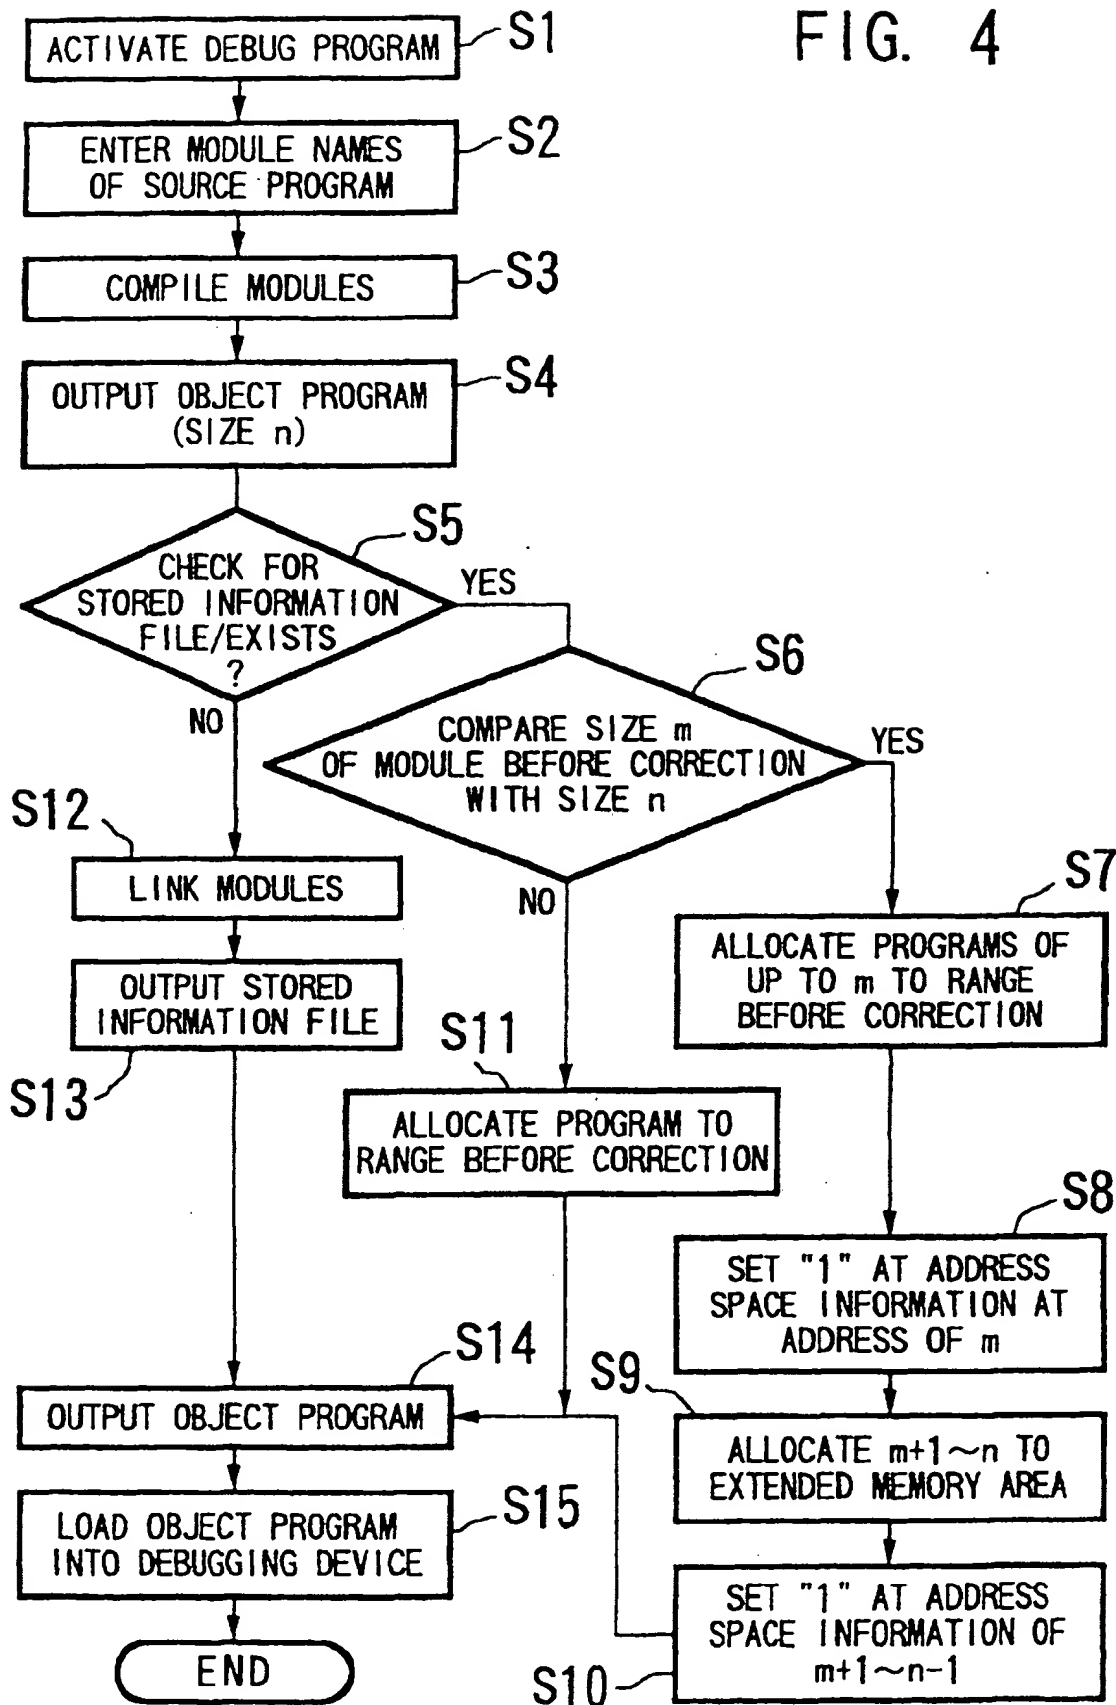 FIG. 4
ACTIVATE DEBUG PROGRAM
S1
ENTER MODULE NAMES
OF SOURCE PROGRAM
S2
COMPILE MODULES
S3
OUTPUT OBJECT PROGRAM
(SIZE n)
S4
CHECK FOR
STORED INFORMATION
FILE/EXISTS
?
S5
YES
NO
COMPARE SIZE m
OF MODULE BEFORE CORRECTION
WITH SIZE n
S6
YES
NO
S12
LINK MODULES
OUTPUT STORED
INFORMATION FILE
S13
S7
ALLOCATE PROGRAMS OF
UP TO m TO RANGE
BEFORE CORRECTION
S11
ALLOCATE PROGRAM TO
RANGE BEFORE CORRECTION
S8
SET "1" AT ADDRESS
SPACE INFORMATION AT
ADDRESS OF m
S9
ALLOCATE m+1~n TO
EXTENDED MEMORY AREA
SET "1" AT ADDRESS
SPACE INFORMATION OF
m+1~n-1
S10
S14
OUTPUT OBJECT PROGRAM
LOAD OBJECT PROGRAM
INTO DEBUGGING DEVICE
S15
END